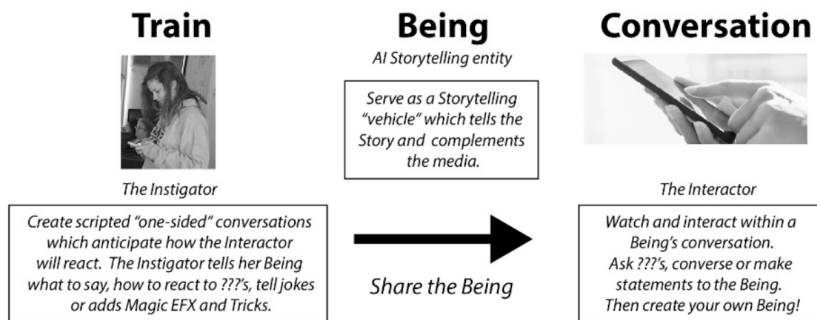 Train
The Instigator
Create scripted “one-sided” conversations
which anticipate how the Interactor
will react. The Instigator tells her Being
what to say, how to react to ???'s, tell jokes
or adds Magic EFX and Tricks.
Being
AI Storytelling entity
Serve as a Storytelling
“vehicle” which tells the
Story and complements
the media.
Share the Being
Conversation
The Interactor
Watch and interact within a
Being's conversation.
Ask ???'s, converse or make
statements to the Being.
Then create your own Being!